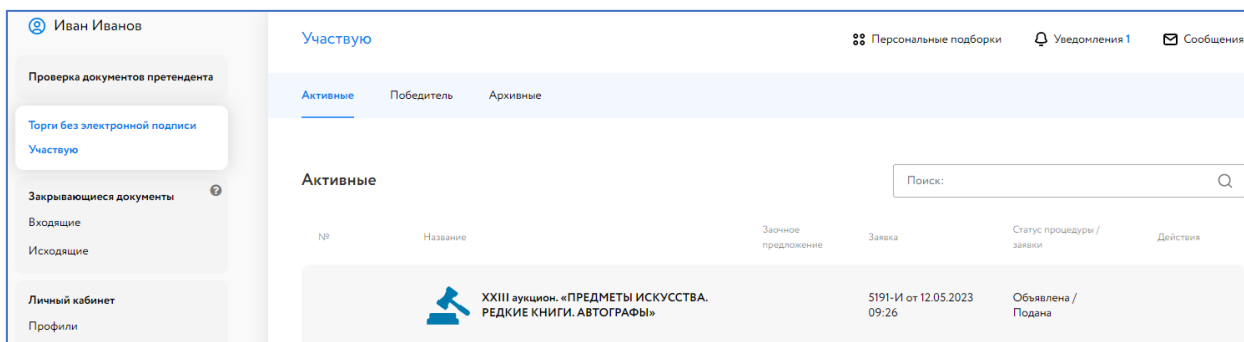 Иван Иванов
Проверка документов претендента
Торги без электронной подписи
Участвую
Закрывающиеся документы
Входящие
Исходящие
Личный кабинет
Профили
Участвую
Персональные подборки
Уведомления 1
Сообщения
Активные
Победитель
Архивные
Активные
Поиск:
№
Название
Заочное
предложение
Заявка
Статус процедуры /
заявки
Действия
XXIII аукцион. «ПРЕДМЕТЫ ИСКУССТВА.
РЕДКИЕ КНИГИ. АВТОГРАФЫ»
5191-И от 12.05.2023
09:26
Объявлена /
Подана